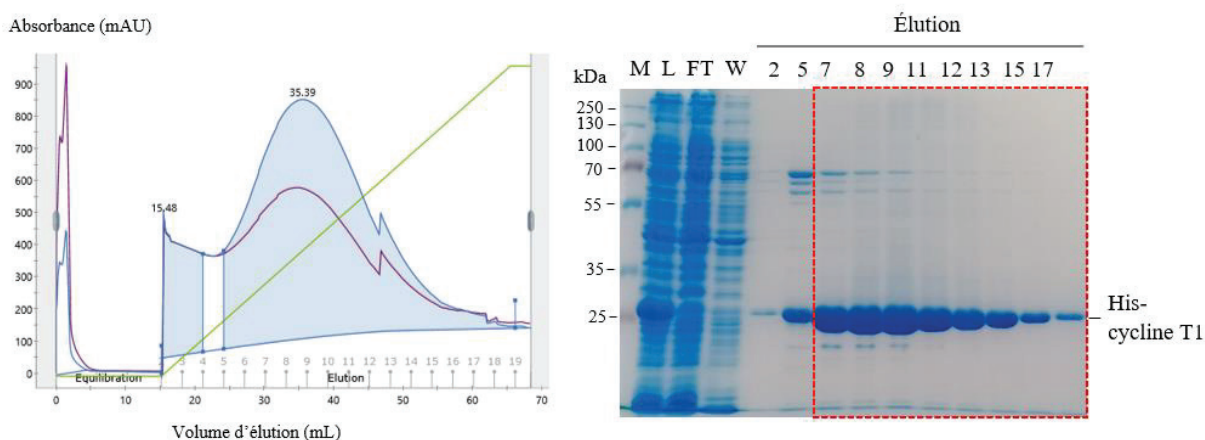 Absorbance (mAU)
900
800
700
600
500
400
300
200
100
0
15.48
35.39
3 4 5 6 7 8 9 10 11 12 13 14 15 16 17 18 19
Equilibration
Elution
0 10 20 30 40 50 60 70
Volume d’élution (mL)
Élution
kDa M L FT W 2 5 7 8 9 11 12 13 15 17
250 –
130 –
100 –
70 –
55 –
35 –
25 –
His-
cycline T1